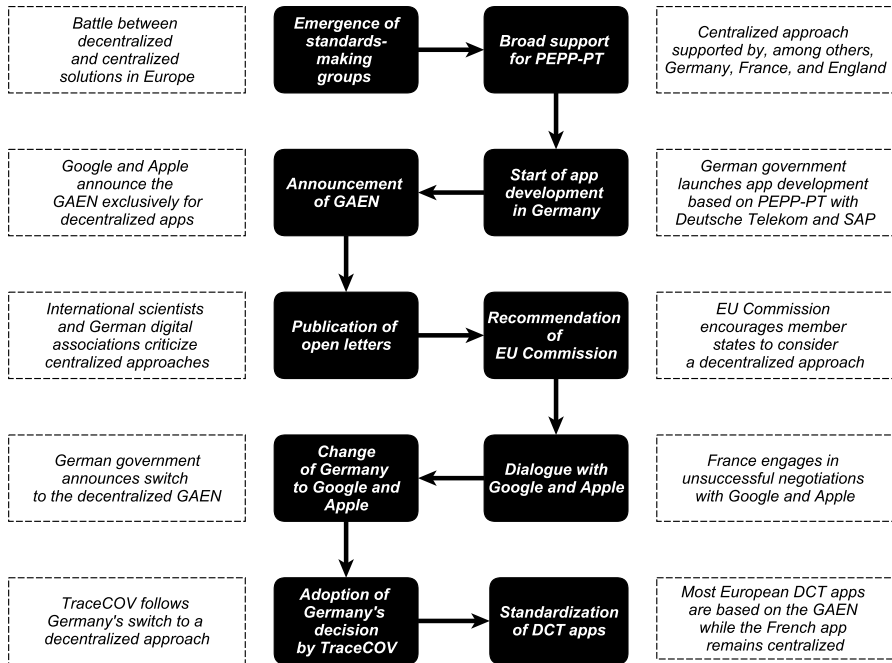 Battle between
decentralized
and centralized
solutions in Europe
Emergence of
standards-
making
groups
Broad support
for PEPP-PT
Centralized approach
supported by, among others,
Germany, France, and England
Google and Apple
announce the
GAEN exclusively for
decentralized apps
Announcement
of GAEN
Start of app
development
in Germany
German government
launches app development
based on PEPP-PT with
Deutsche Telekom and SAP
International scientists
and German digital
associations criticize
centralized approaches
Publication of
open letters
Recommendation
of
EU Commission
EU Commission
encourages member
states to consider
a decentralized approach
German government
announces switch
to the decentralized GAEN
Change
of Germany
to Google and
Apple
Dialogue with
Google and Apple
France engages in
unsuccessful negotiations
with Google and Apple
TraceCOV follows
Germany's switch to a
decentralized approach
Adoption of
Germany's
decision
by TraceCOV
Standardization
of DCT apps
Most European DCT apps
are based on the GAEN
while the French app
remains centralized